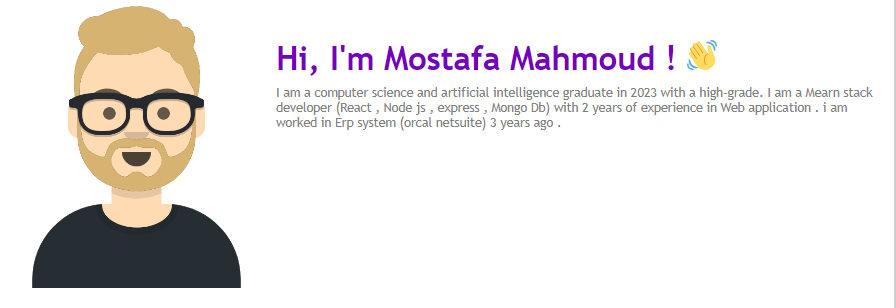 Hi, I'm Mostafa Mahmoud ! 👋
I am a computer science and artificial intelligence graduate in 2023 with a high-grade. I am a Mearn stack
developer (React , Node js , express , Mongo Db) with 2 years of experience in Web application . i am
worked in Erp system (orcal netsuite) 3 years ago .